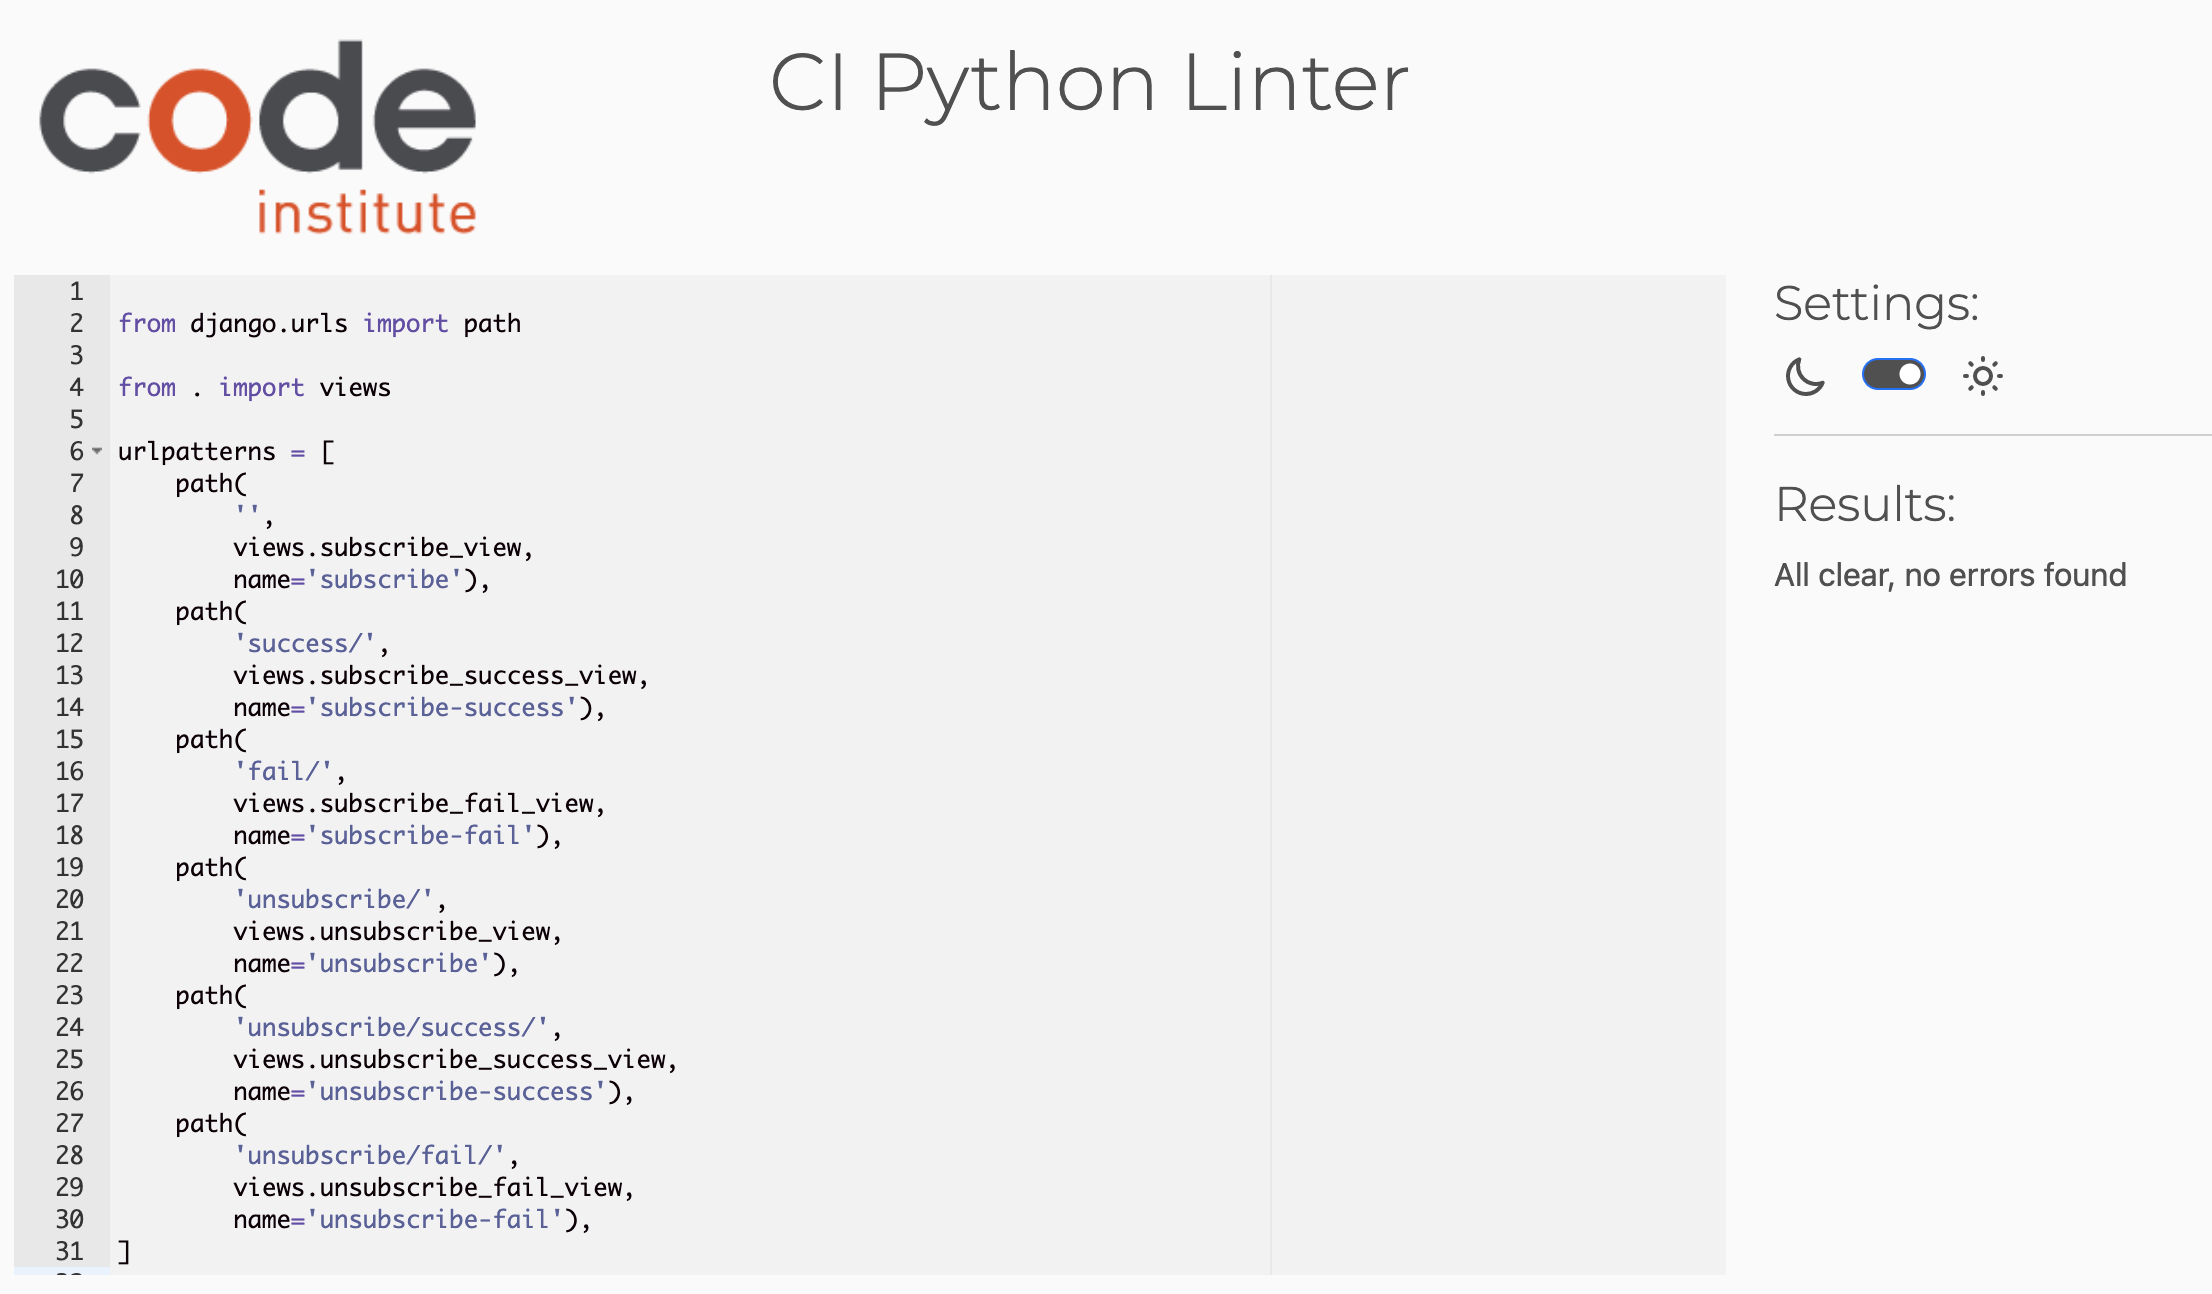 code
institute
CI Python Linter
1
2 from django.urls import path
3
4 from . import views
5
6 urlpatterns = [
7     path(
8         '',
9         views.subscribe_view,
10         name='subscribe'),
11     path(
12         'success/',
13         views.subscribe_success_view,
14         name='subscribe-success'),
15     path(
16         'fail/',
17         views.subscribe_fail_view,
18         name='subscribe-fail'),
19     path(
20         'unsubscribe/',
21         views.unsubscribe_view,
22         name='unsubscribe'),
23     path(
24         'unsubscribe/success/',
25         views.unsubscribe_success_view,
26         name='unsubscribe-success'),
27     path(
28         'unsubscribe/fail/',
29         views.unsubscribe_fail_view,
30         name='unsubscribe-fail'),
31 ]
Settings:
Results:
All clear, no errors found